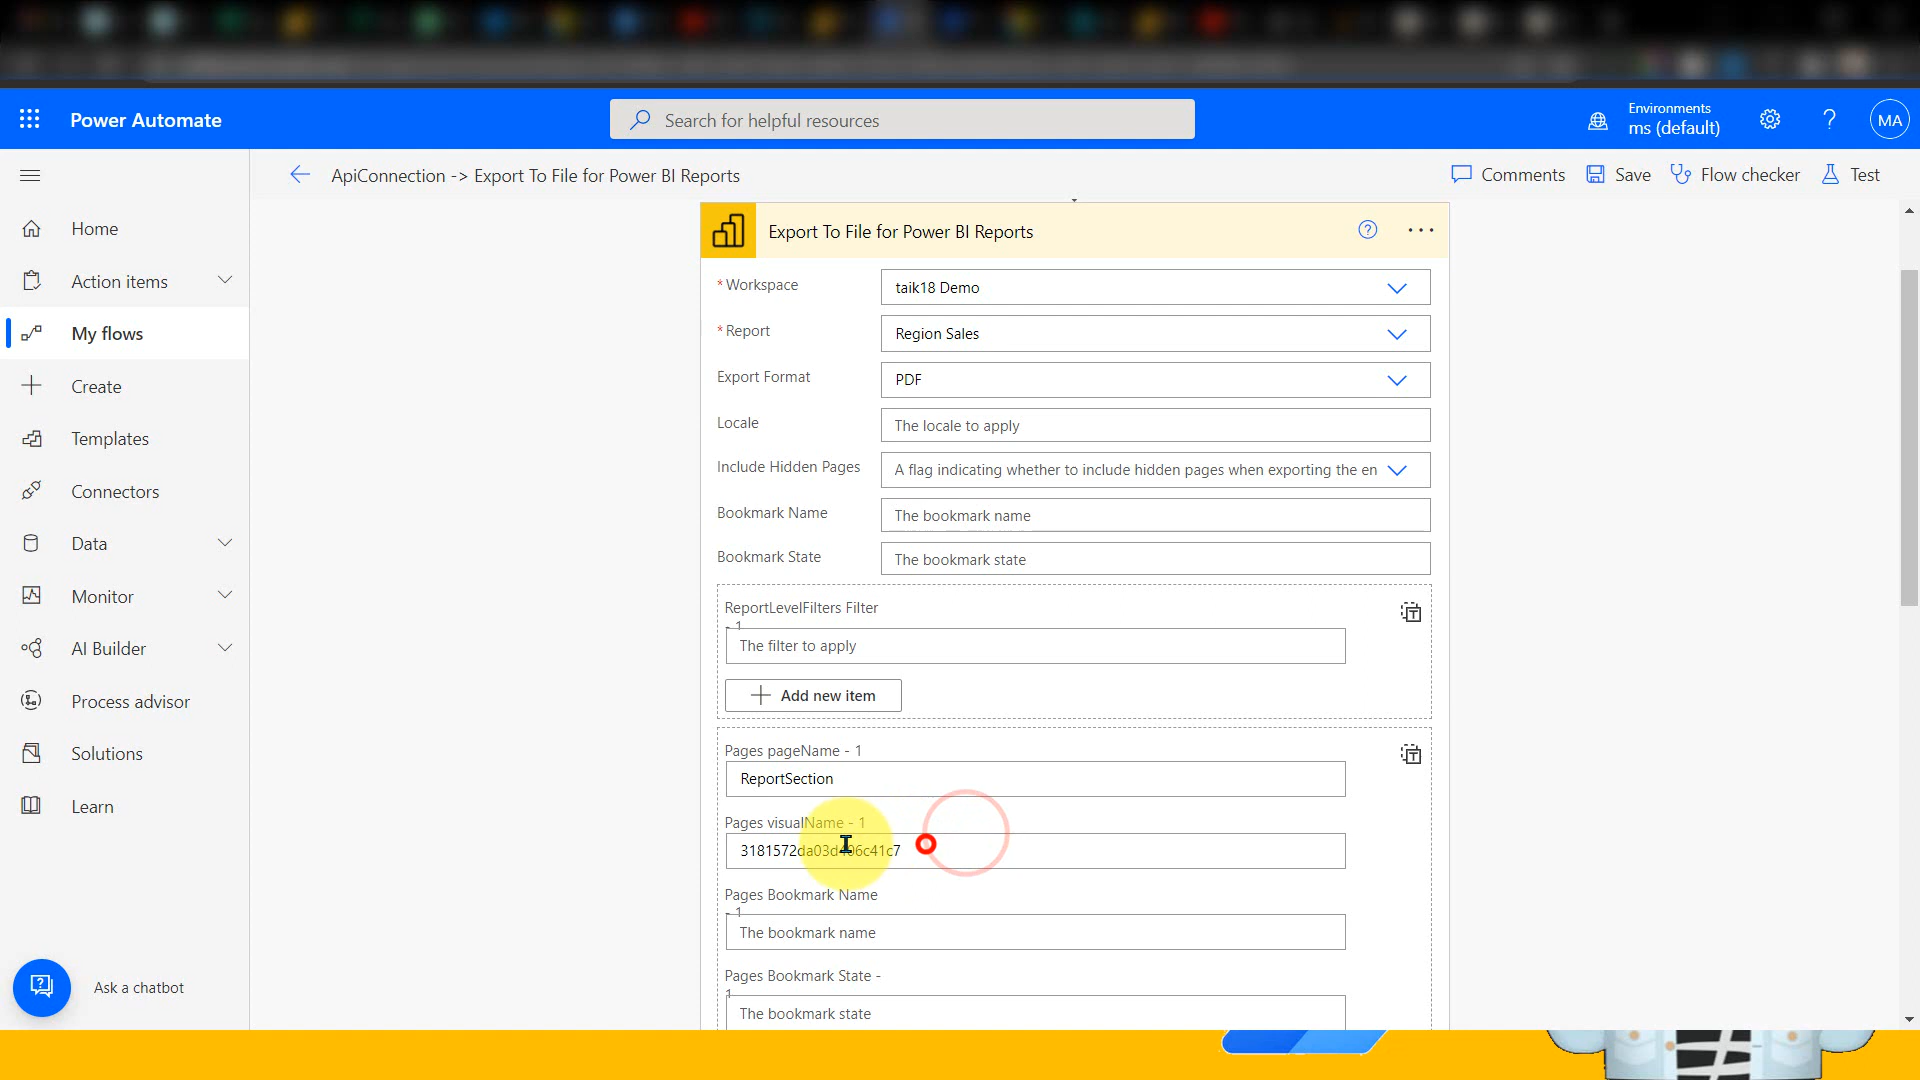 Power Automate
Search for helpful resources
Environments
ms (default)
?
MA
ApiConnection -> Export To File for Power BI Reports
Comments
Save
Flow checker
Test
Home
Action items
My flows
Create
Templates
Connectors
Data
Monitor
AI Builder
Process advisor
Solutions
Learn
Ask a chatbot
Export To File for Power BI Reports
* Workspace
taik18 Demo
* Report
Region Sales
Export Format
PDF
Locale
The locale to apply
Include Hidden Pages
A flag indicating whether to include hidden pages when exporting the en
Bookmark Name
The bookmark name
Bookmark State
The bookmark state
ReportLevelFilters Filter
- 1
The filter to apply
Add new item
Pages pageName - 1
ReportSection
Pages visualName - 1
3181572da03d406c41c7
Pages Bookmark Name
- 1
The bookmark name
Pages Bookmark State -
1
The bookmark state